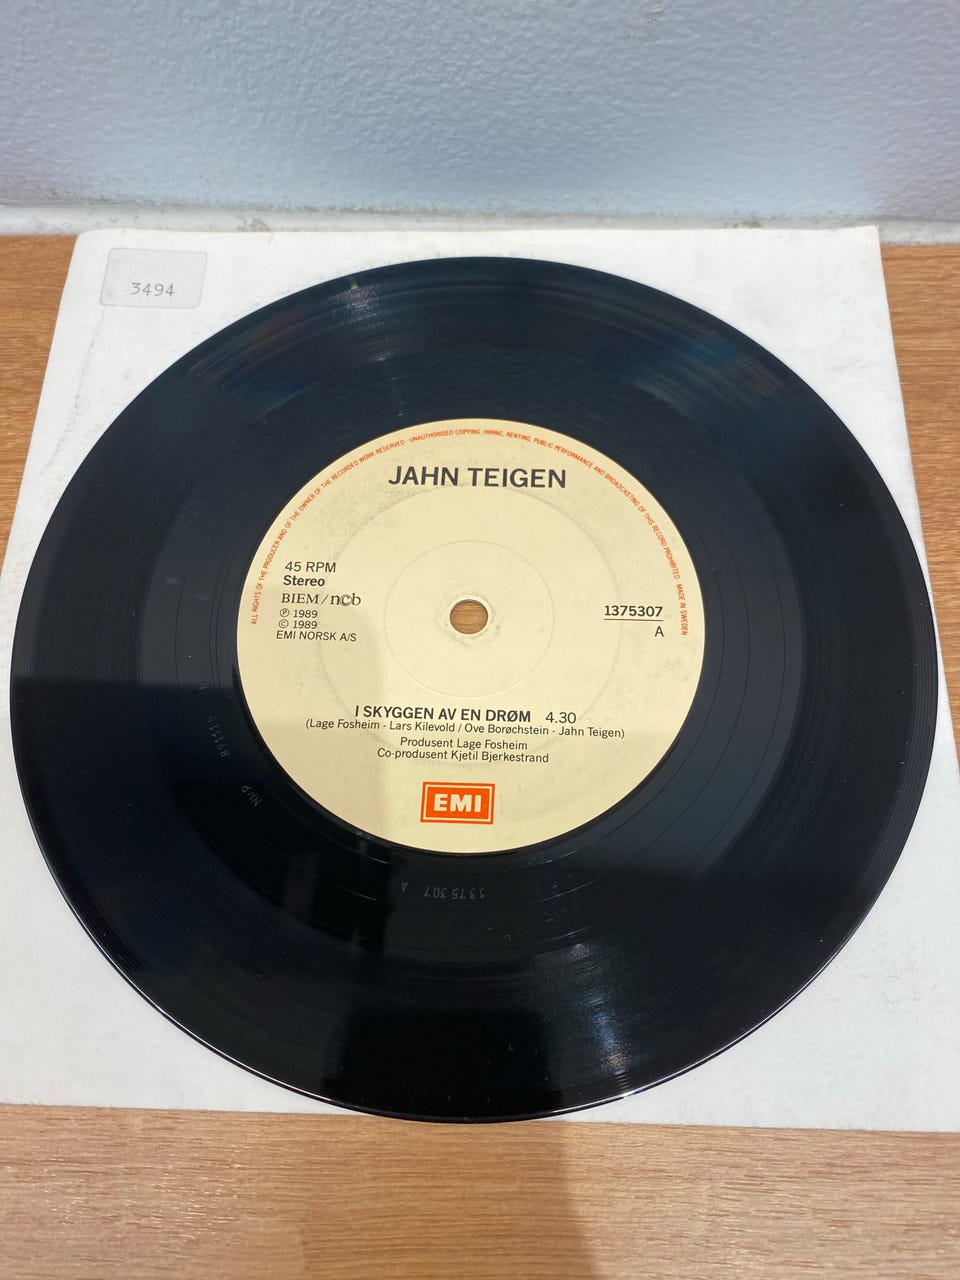 3494
ALL RIGHTS OF THE PRODUCER AND OF THE OWNER OF THE RECORDED WORK RESERVED · UNAUTHORISED COPYING, HIRING, RENTING, PUBLIC PERFORMANCE AND BROADCASTING OF THIS RECORD PROHIBITED · MADE IN SWEDEN
JAHN TEIGEN
45 RPM
Stereo
BIEM/ncb
℗ 1989
© 1989
EMI NORSK A/S
1375307
A
I SKYGGEN AV EN DRØM 4.30
(Lage Fosheim - Lars Kilevold / Ove Borøchstein - Jahn Teigen)
Produsent Lage Fosheim
Co-produsent Kjetil Bjerkestrand
EMI
1375307 A